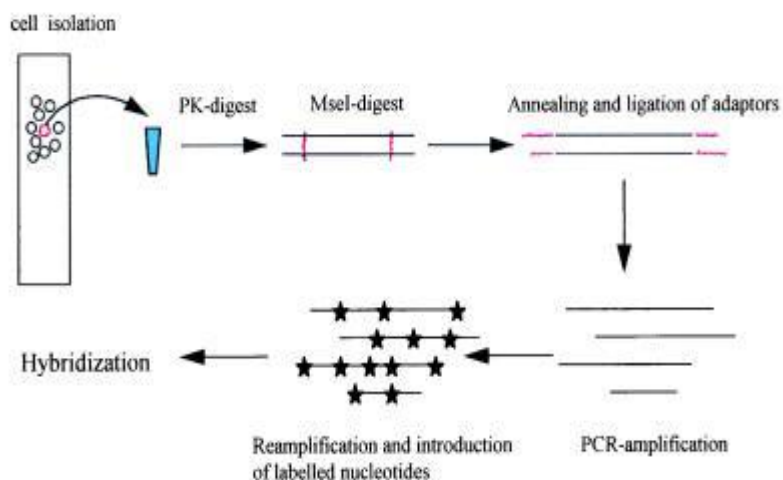 cell isolation
PK-digest
MseI-digest
Annealing and ligation of adaptors
Hybridization
Reamplification and introduction
of labelled nucleotides
PCR-amplification